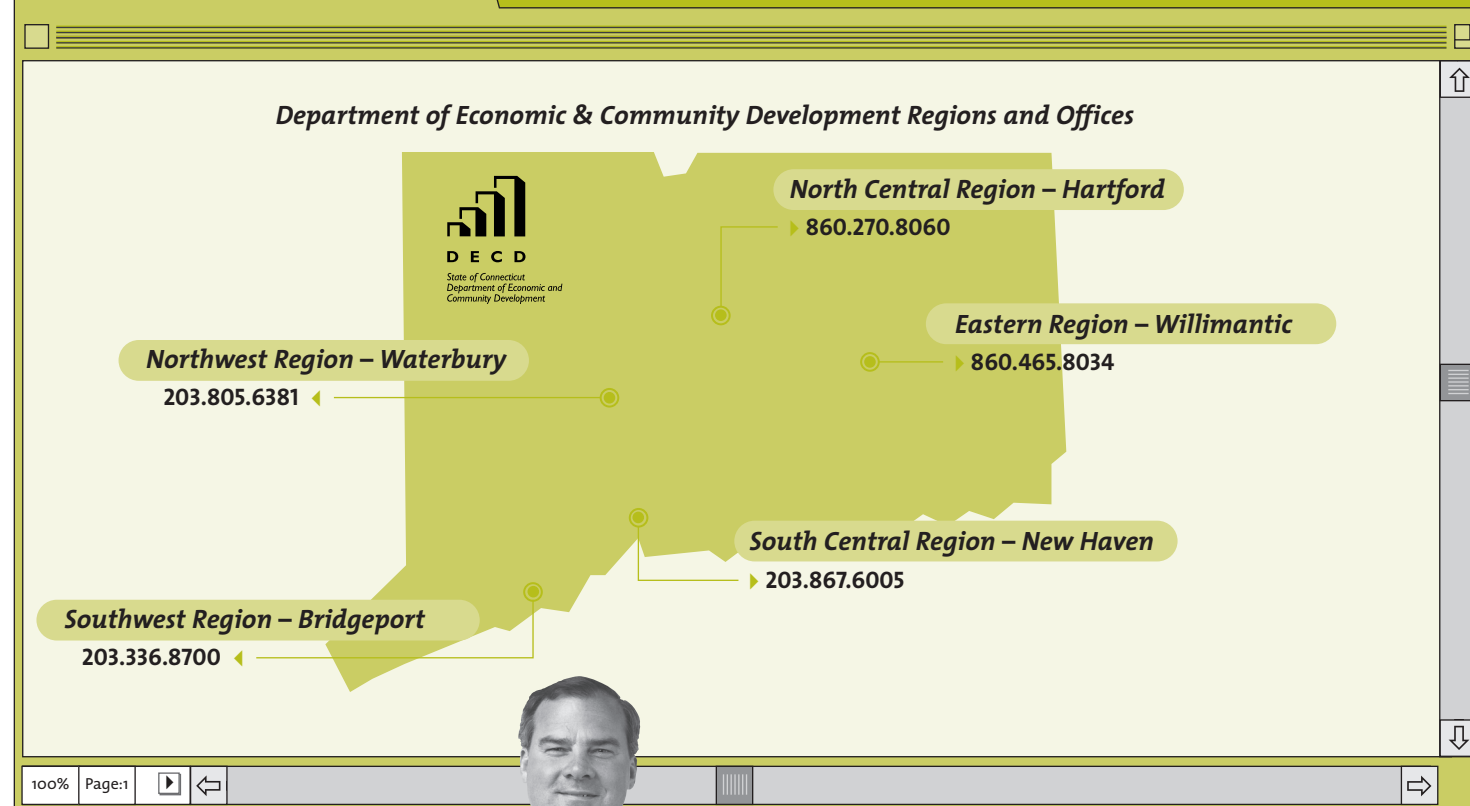 Department of Economic & Community Development Regions and Offices
DECD
State of Connecticut
Department of Economic and
Community Development
North Central Region – Hartford
860.270.8060
Eastern Region – Willimantic
860.465.8034
Northwest Region – Waterbury
203.805.6381
South Central Region – New Haven
203.867.6005
Southwest Region – Bridgeport
203.336.8700
100% Page:1